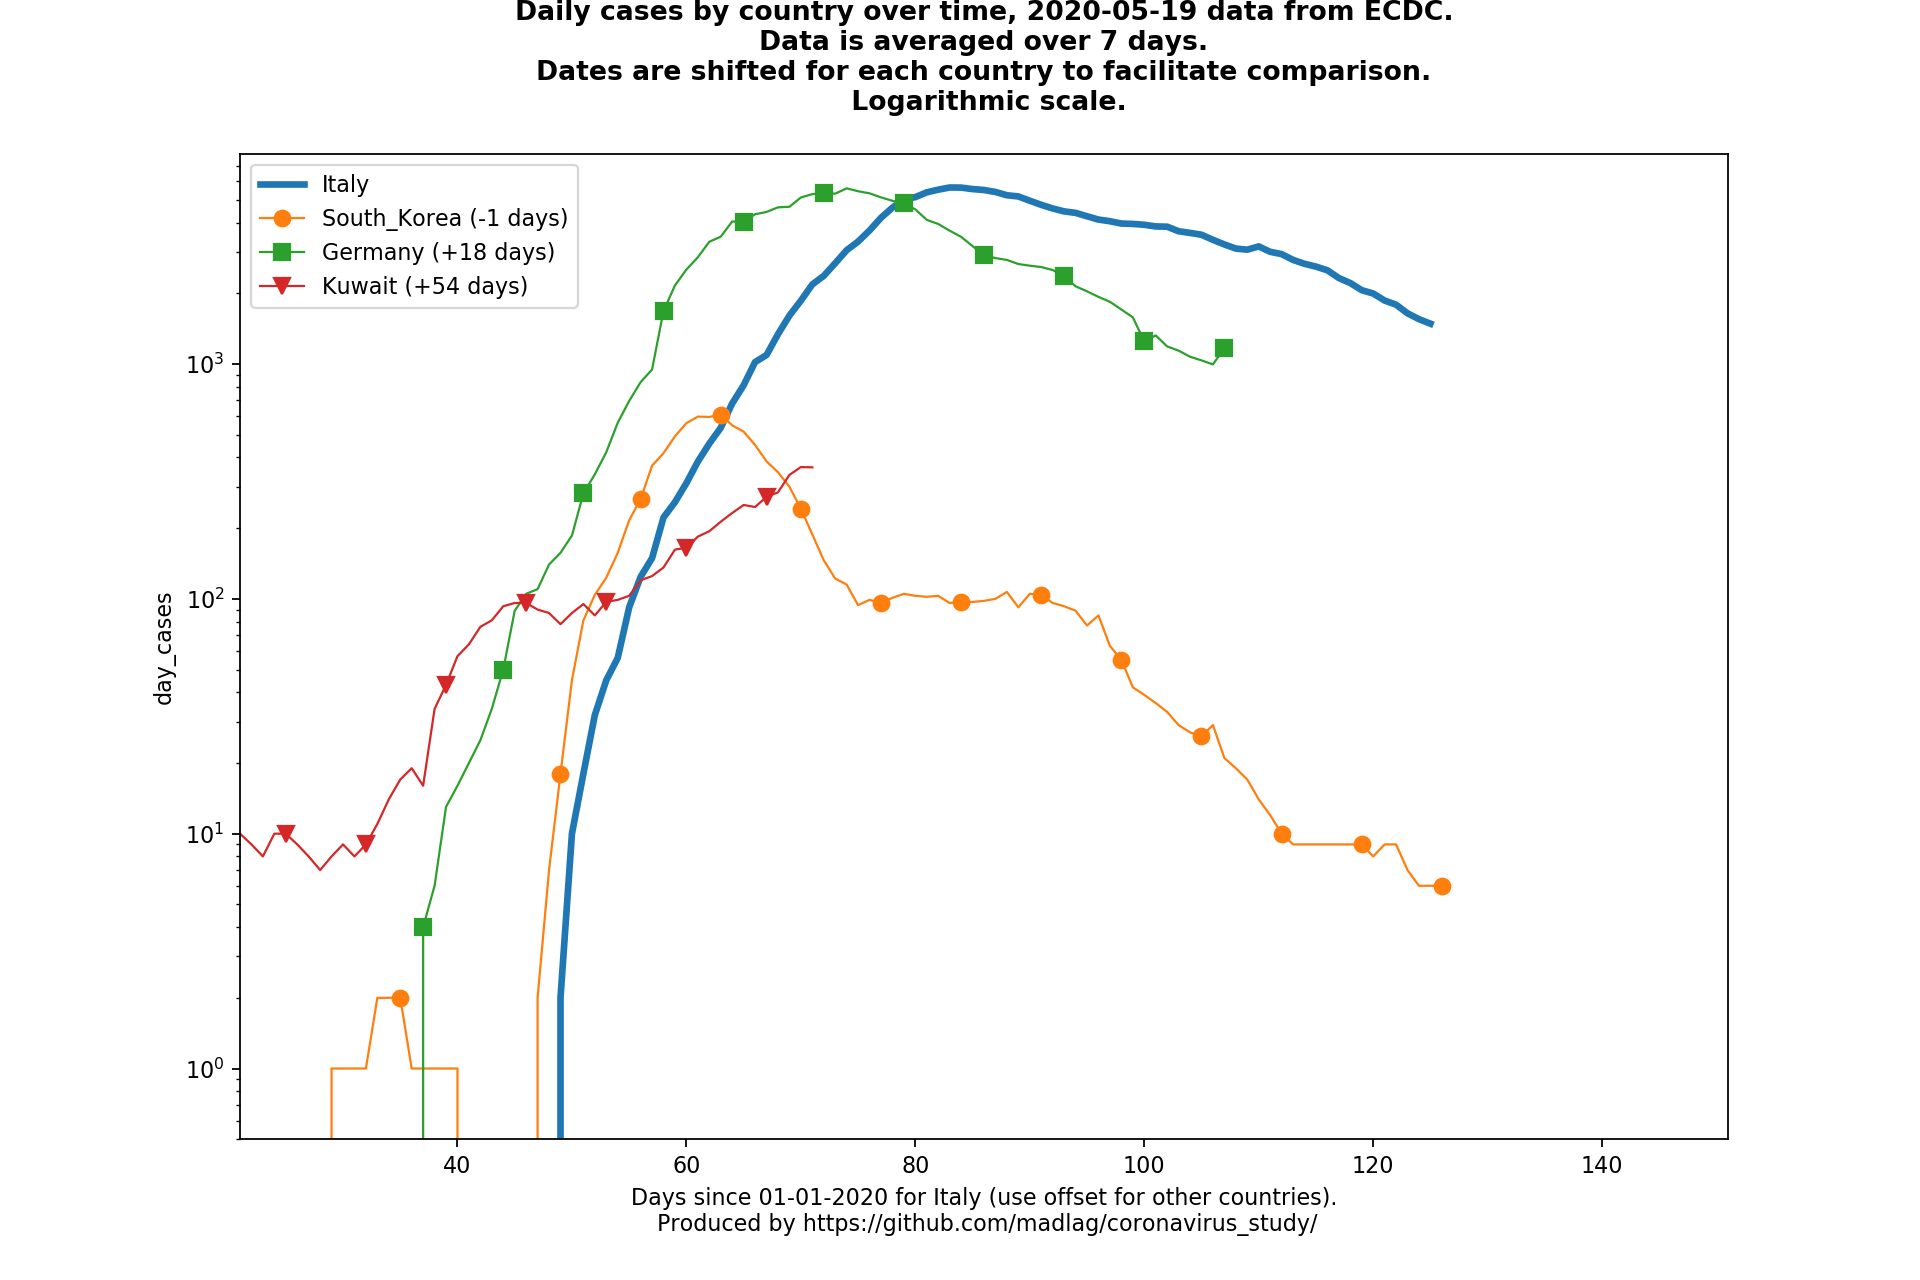 Daily cases by country over time, 2020-05-19 data from ECDC.
Data is averaged over 7 days.
Dates are shifted for each country to facilitate comparison.
Logarithmic scale.
Italy
South_Korea (-1 days)
Germany (+18 days)
Kuwait (+54 days)
day_cases
10³
10²
10¹
10⁰
40 60 80 100 120 140
Days since 01-01-2020 for Italy (use offset for other countries).
Produced by https://github.com/madlag/coronavirus_study/